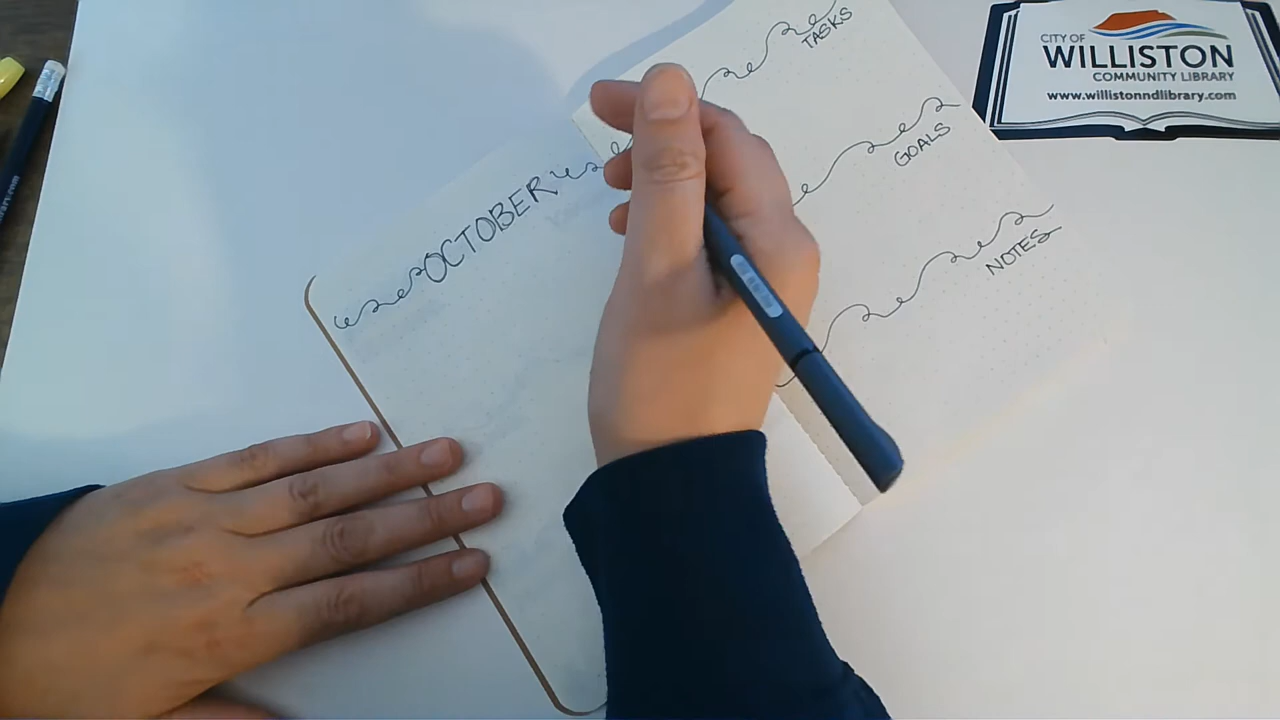 OCTOBER
TASKS
GOALS
NOTES
CITY OF
WILLISTON
COMMUNITY LIBRARY
www.willistonndlibrary.com